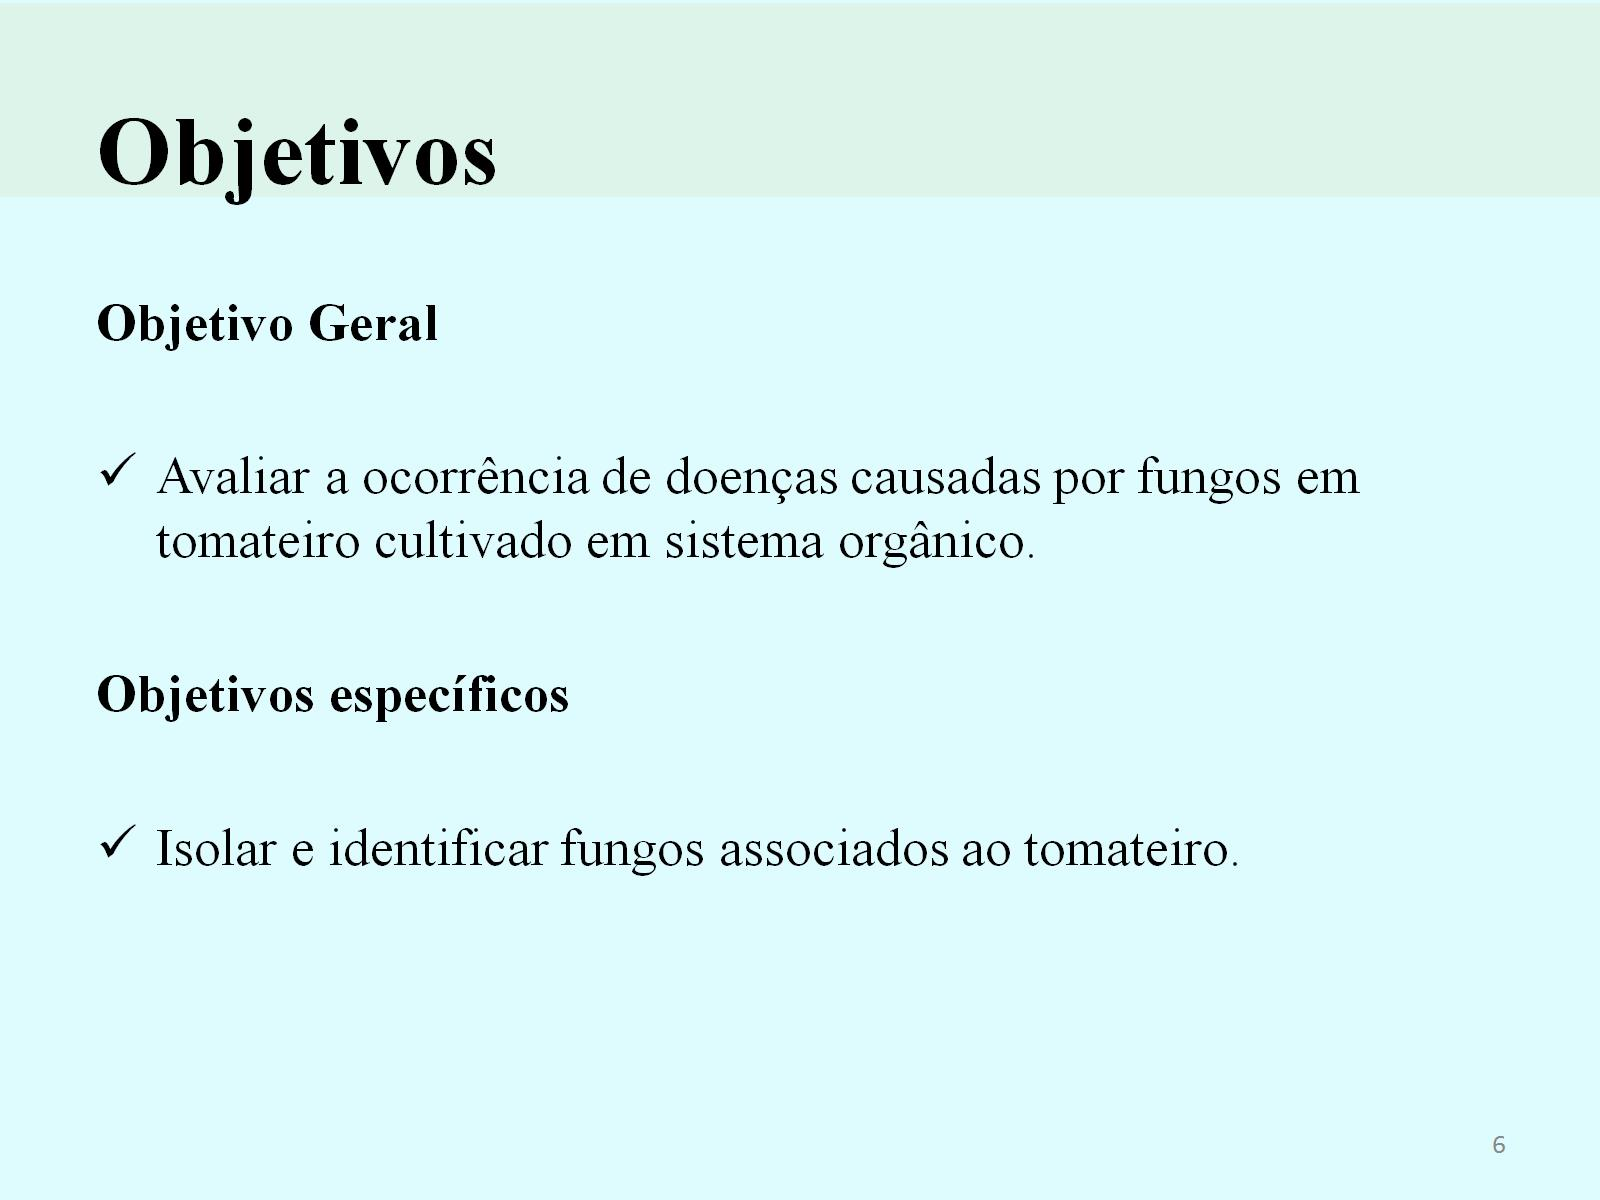 Objetivos
Objetivo Geral
✓ Avaliar a ocorrência de doenças causadas por fungos em
tomateiro cultivado em sistema orgânico.
Objetivos específicos
✓ Isolar e identificar fungos associados ao tomateiro.
6